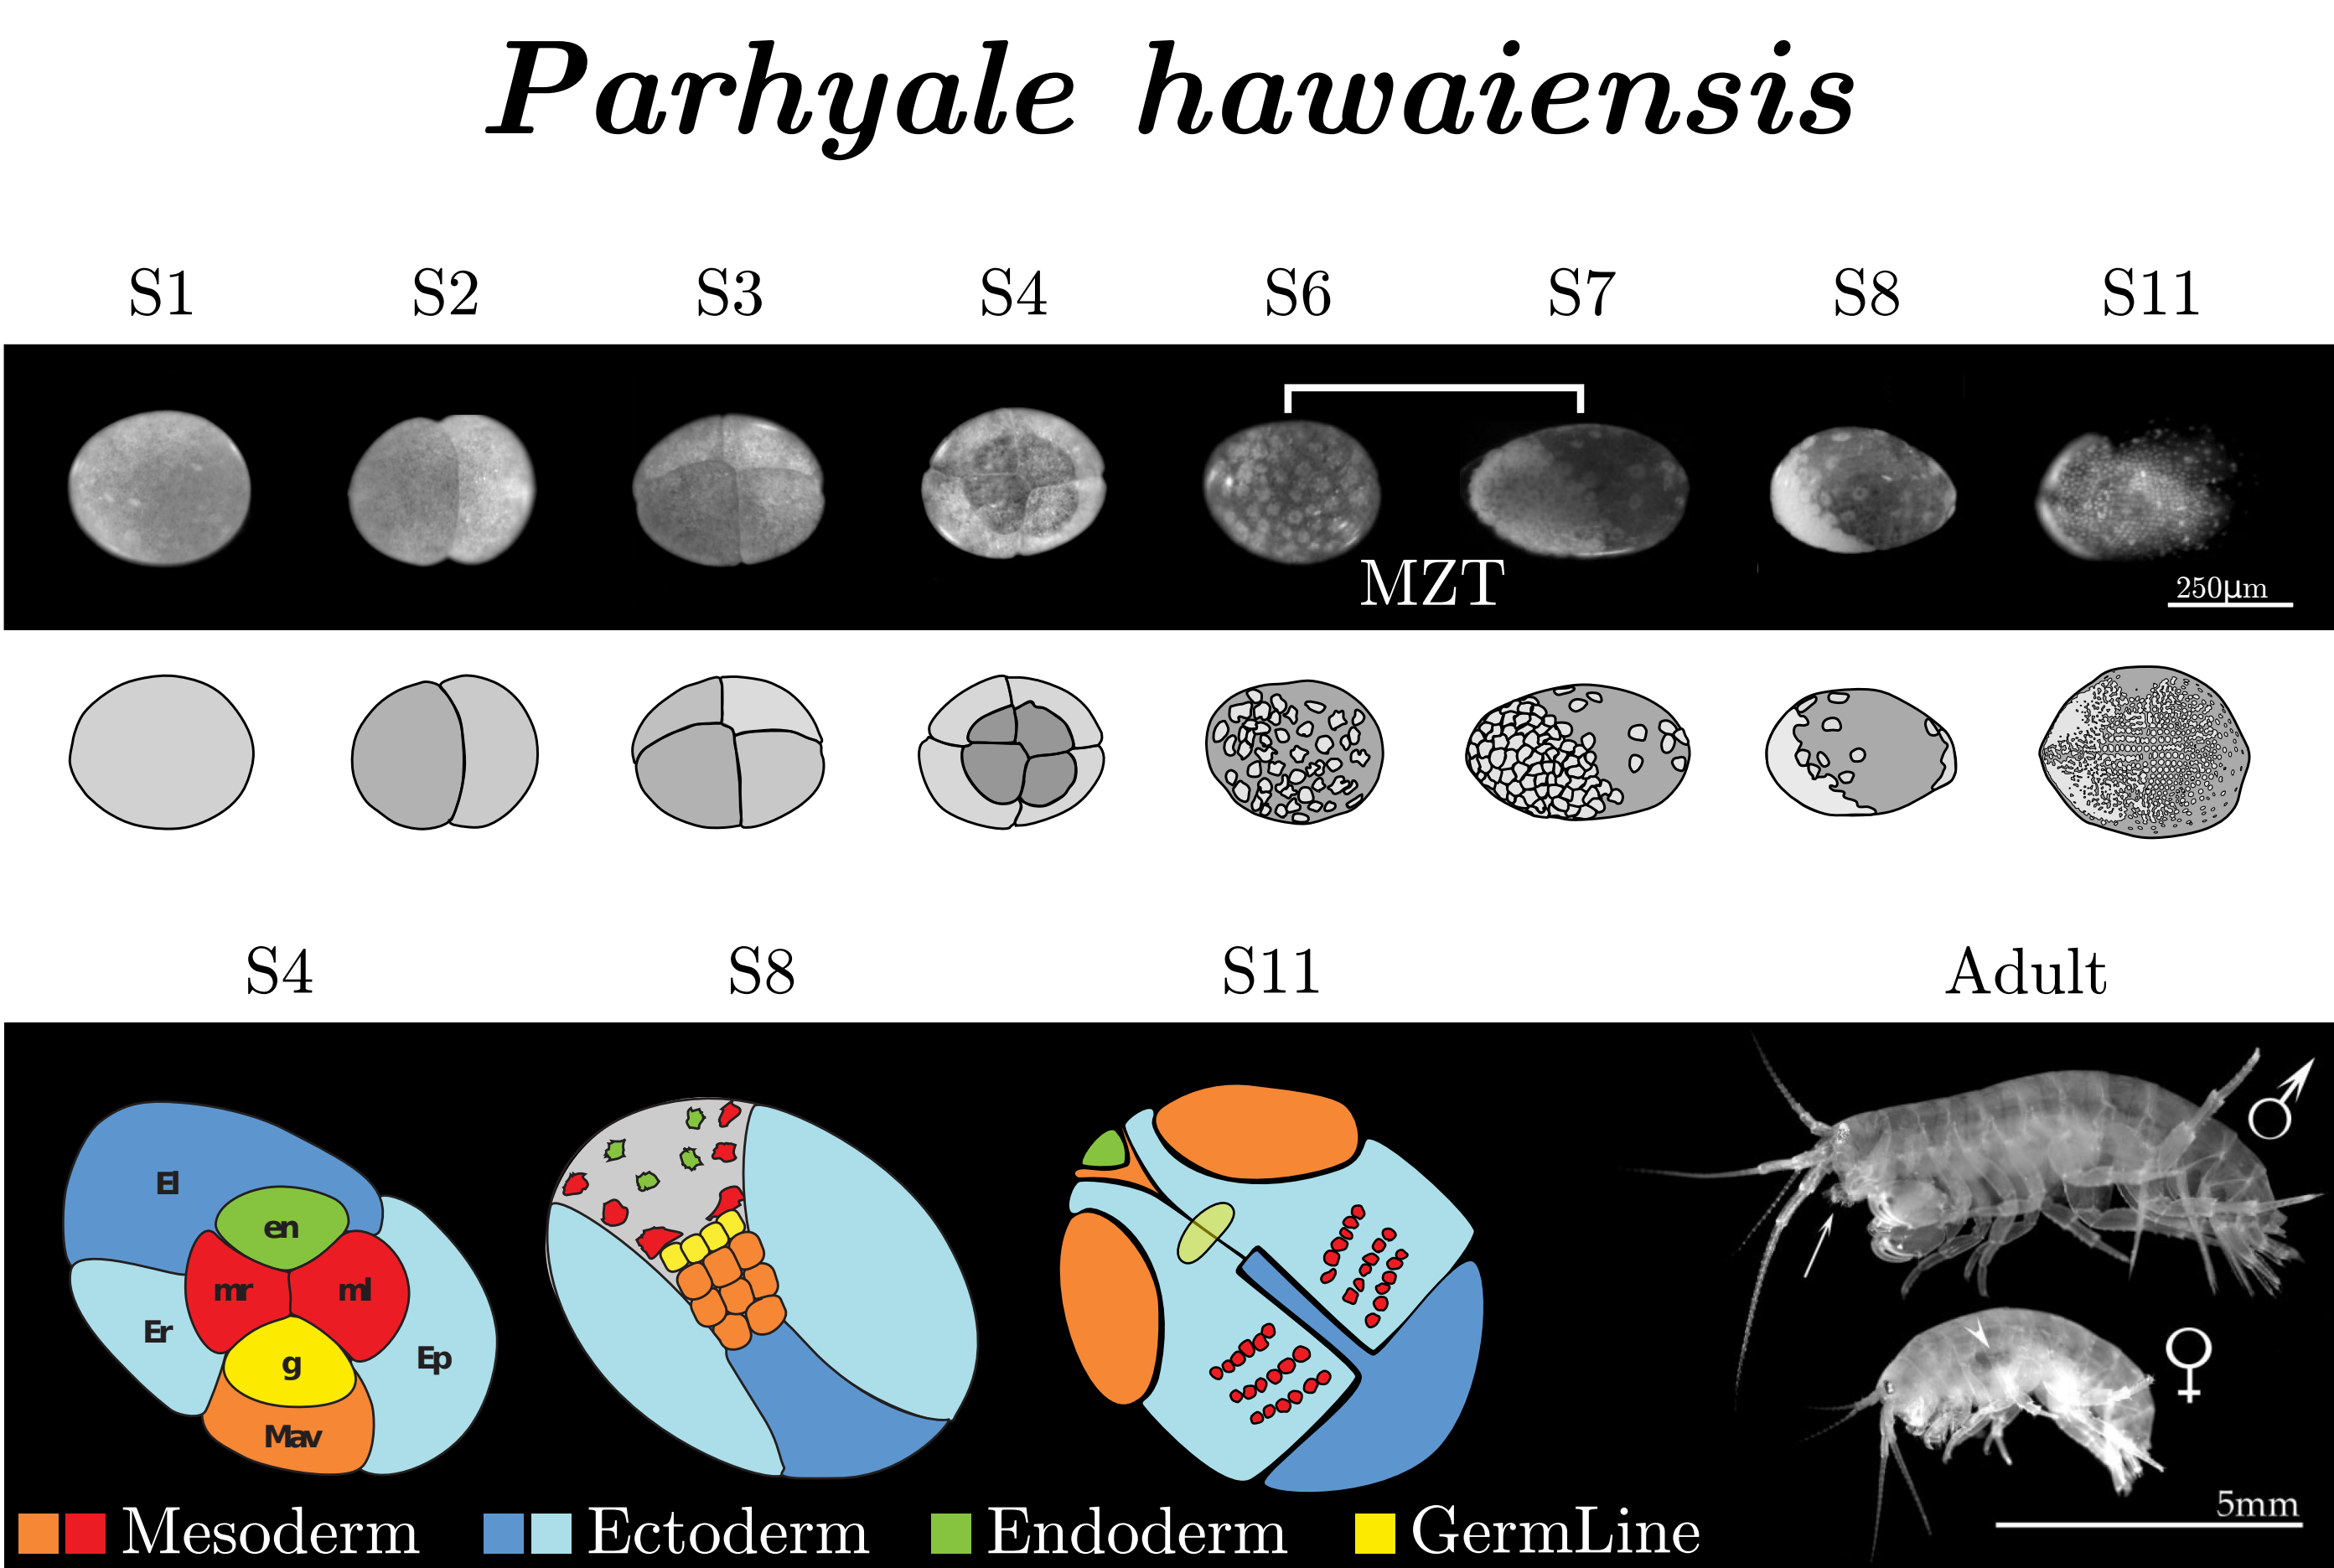 Parhyale hawaiensis
S1 S2 S3 S4 S6 S7 S8 S11
MZT
250µm
S4 S8 S11 Adult
El
en
mr ml
Er
g
Ep
Mav
♂
♀
5mm
Mesoderm Ectoderm Endoderm GermLine